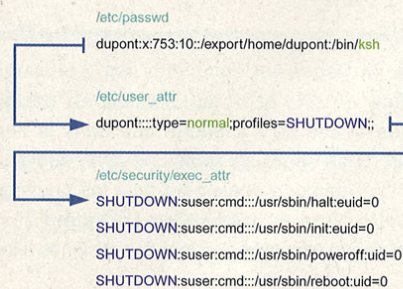 /etc/passwd
dupont:x:753:10::/export/home/dupont:/bin/ksh
/etc/user_attr
dupont::::type=normal;profiles=SHUTDOWN;;
/etc/security/exec_attr
SHUTDOWN:suser:cmd:::/usr/sbin/halt:euid=0
SHUTDOWN:suser:cmd:::/usr/sbin/init:euid=0
SHUTDOWN:suser:cmd:::/usr/sbin/poweroff:uid=0
SHUTDOWN:suser:cmd:::/usr/sbin/reboot:uid=0